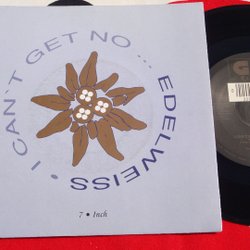 I CAN'T GET NO ... EDELWEISS •
7 • Inch